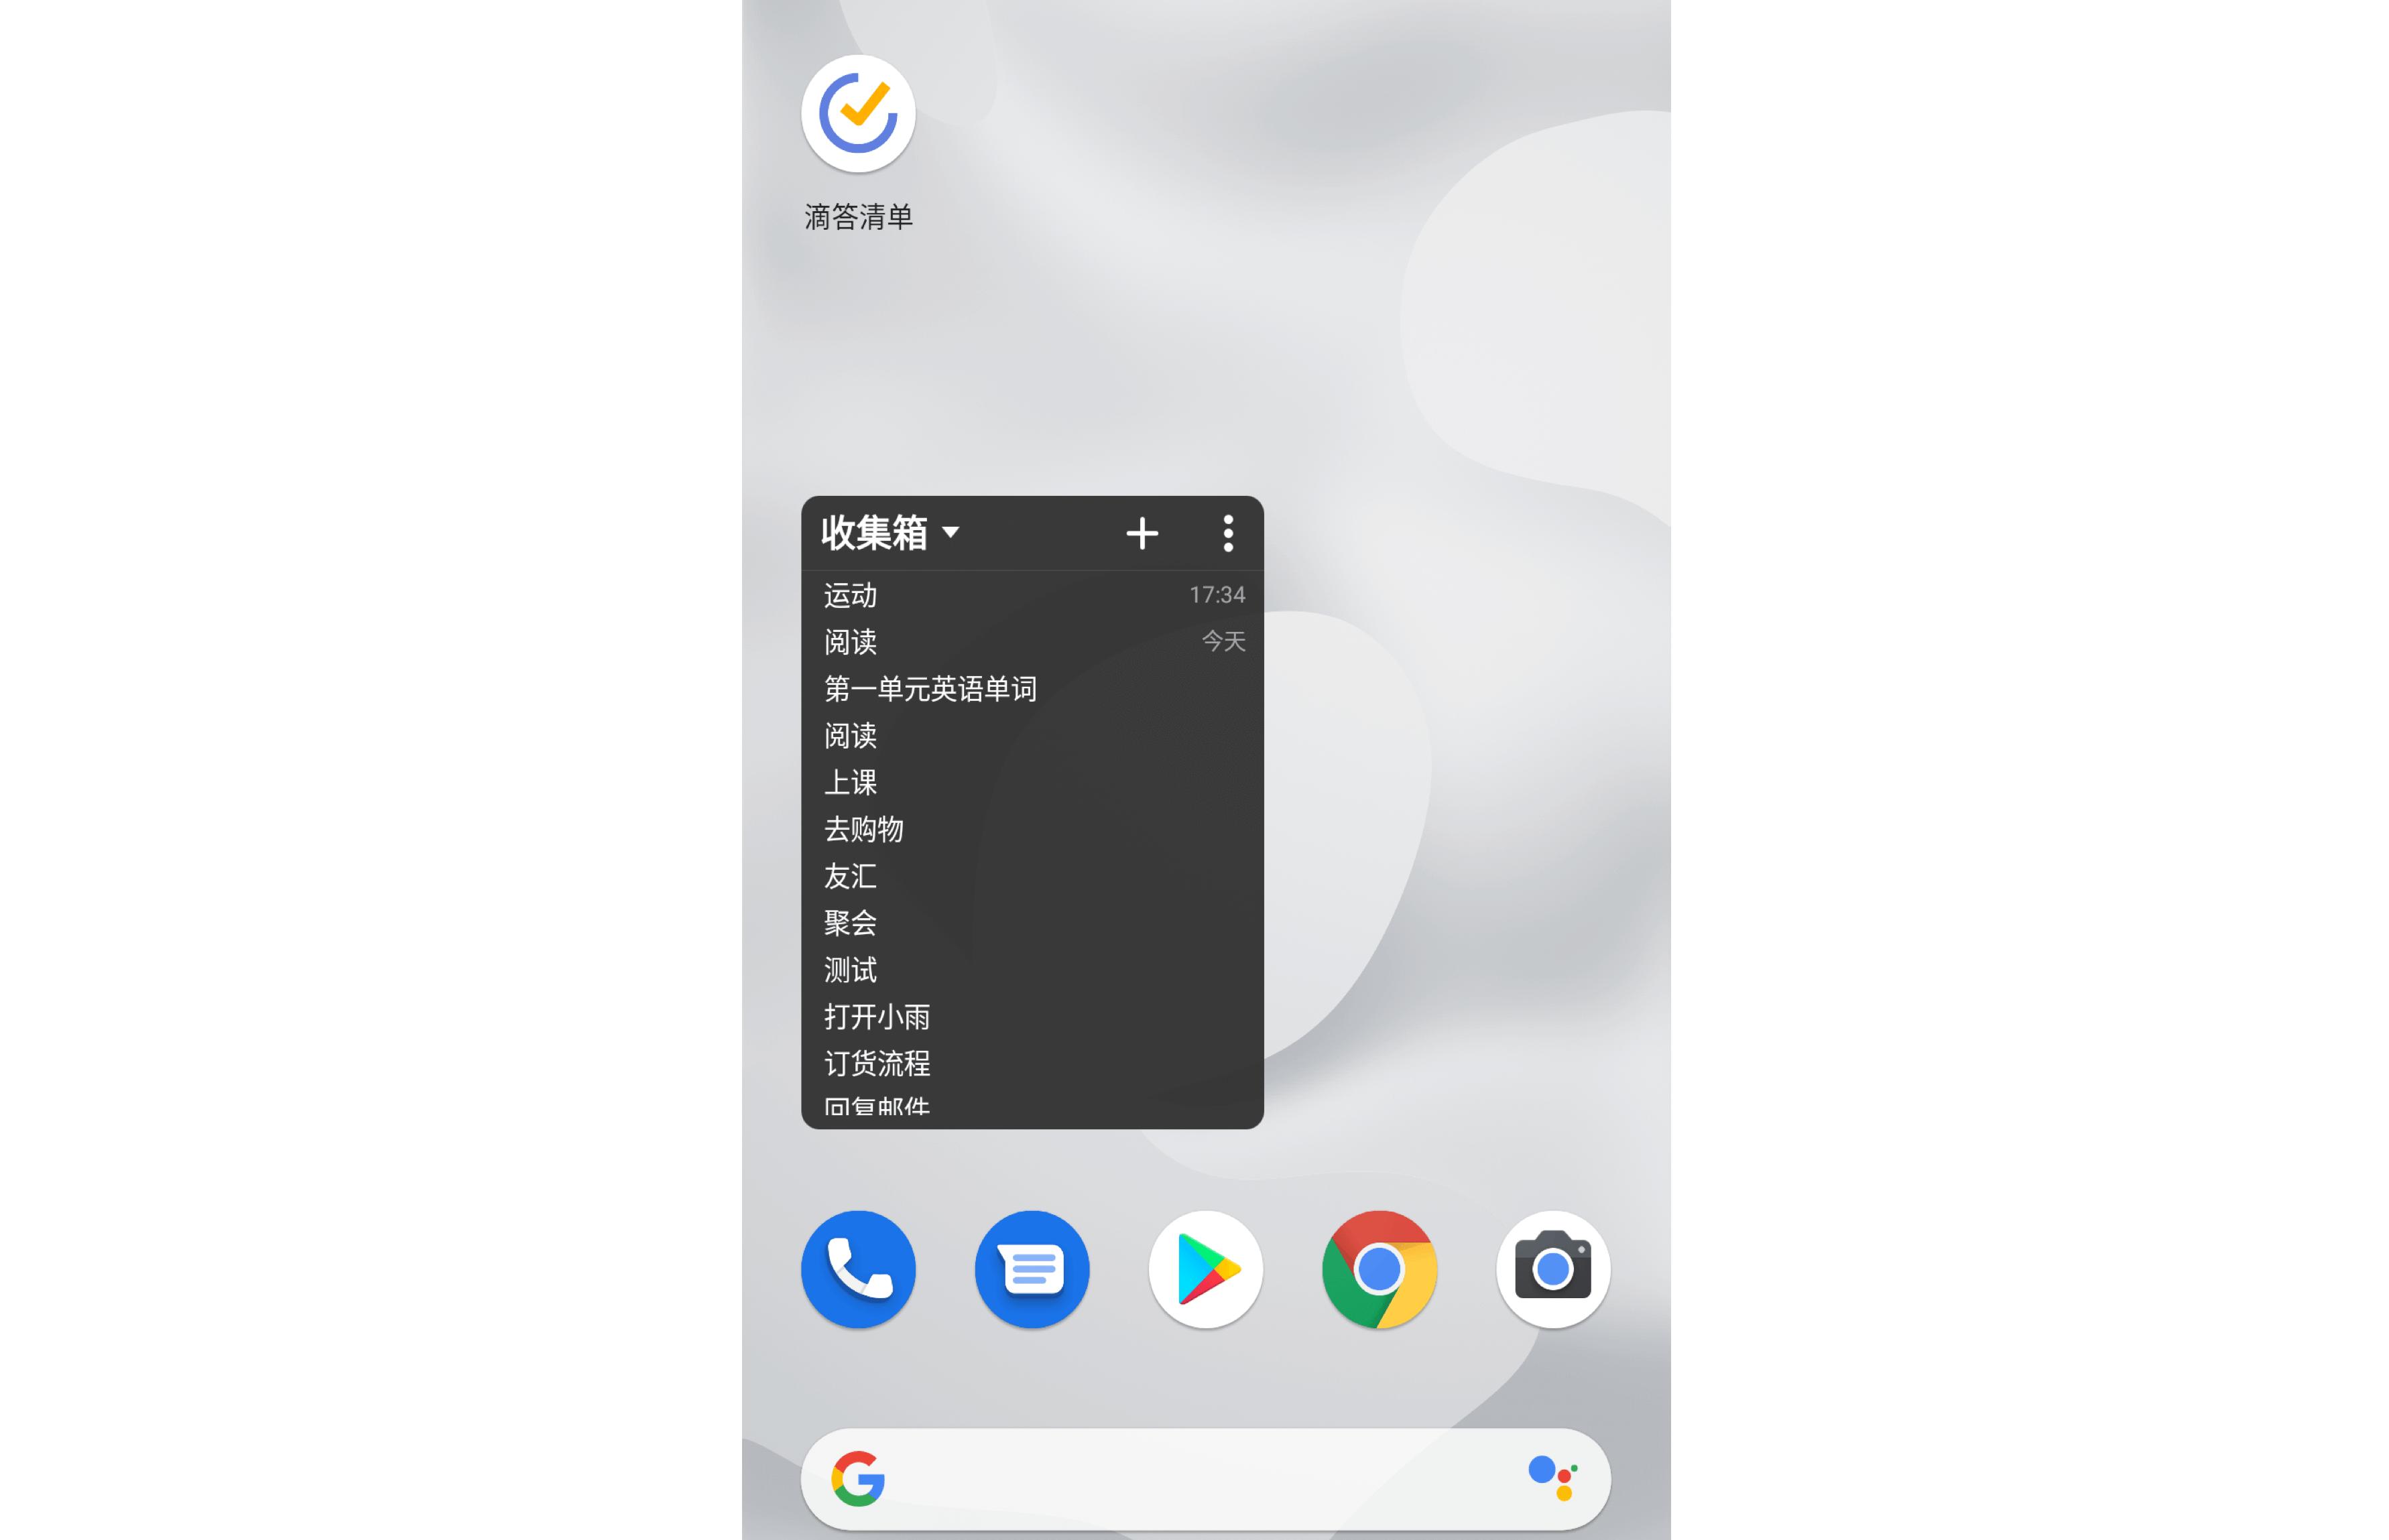 滴答清单
收集箱
运动 17:34
阅读 今天
第一单元英语单词
阅读
上课
去购物
友汇
聚会
测试
打开小雨
订货流程
回复邮件